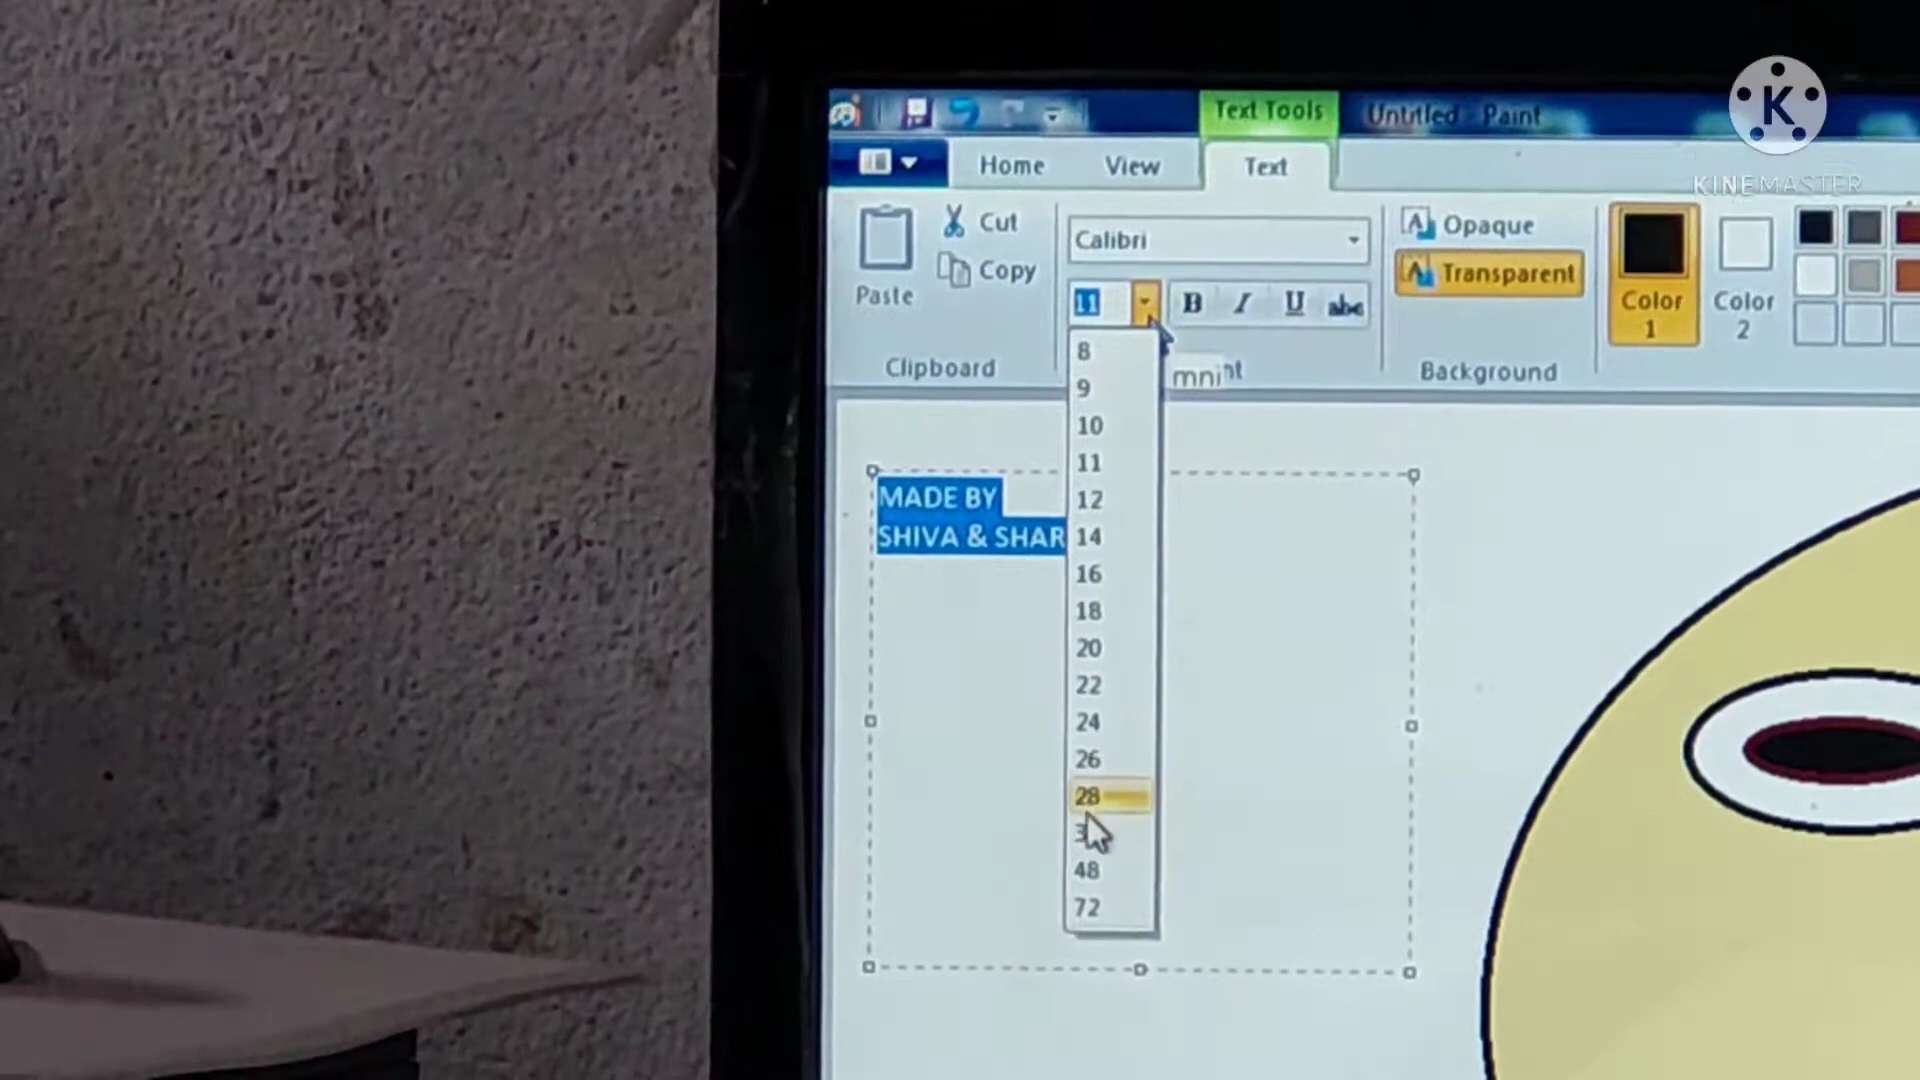 Text Tools
Untitled - Paint
K
KINEMASTER
Home
View
Text
Paste
Cut
Copy
Clipboard
Calibri
11
B I U abc
Opaque
Transparent
Background
Color 1
Color 2
8
9
10
11
12
14
16
18
20
22
24
26
28
48
72
MADE BY
SHIVA & SHAR